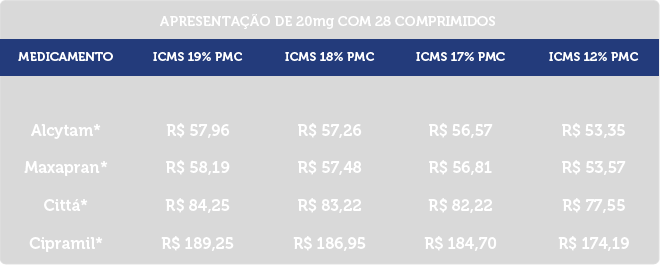 APRESENTAÇÃO DE 20mg COM 28 COMPRIMIDOS
MEDICAMENTO ICMS 19% PMC ICMS 18% PMC ICMS 17% PMC ICMS 12% PMC
Alcytam* R$ 57,96 R$ 57,26 R$ 56,57 R$ 53,35
Maxapran* R$ 58,19 R$ 57,48 R$ 56,81 R$ 53,57
Cittá* R$ 84,25 R$ 83,22 R$ 82,22 R$ 77,55
Cipramil* R$ 189,25 R$ 186,95 R$ 184,70 R$ 174,19